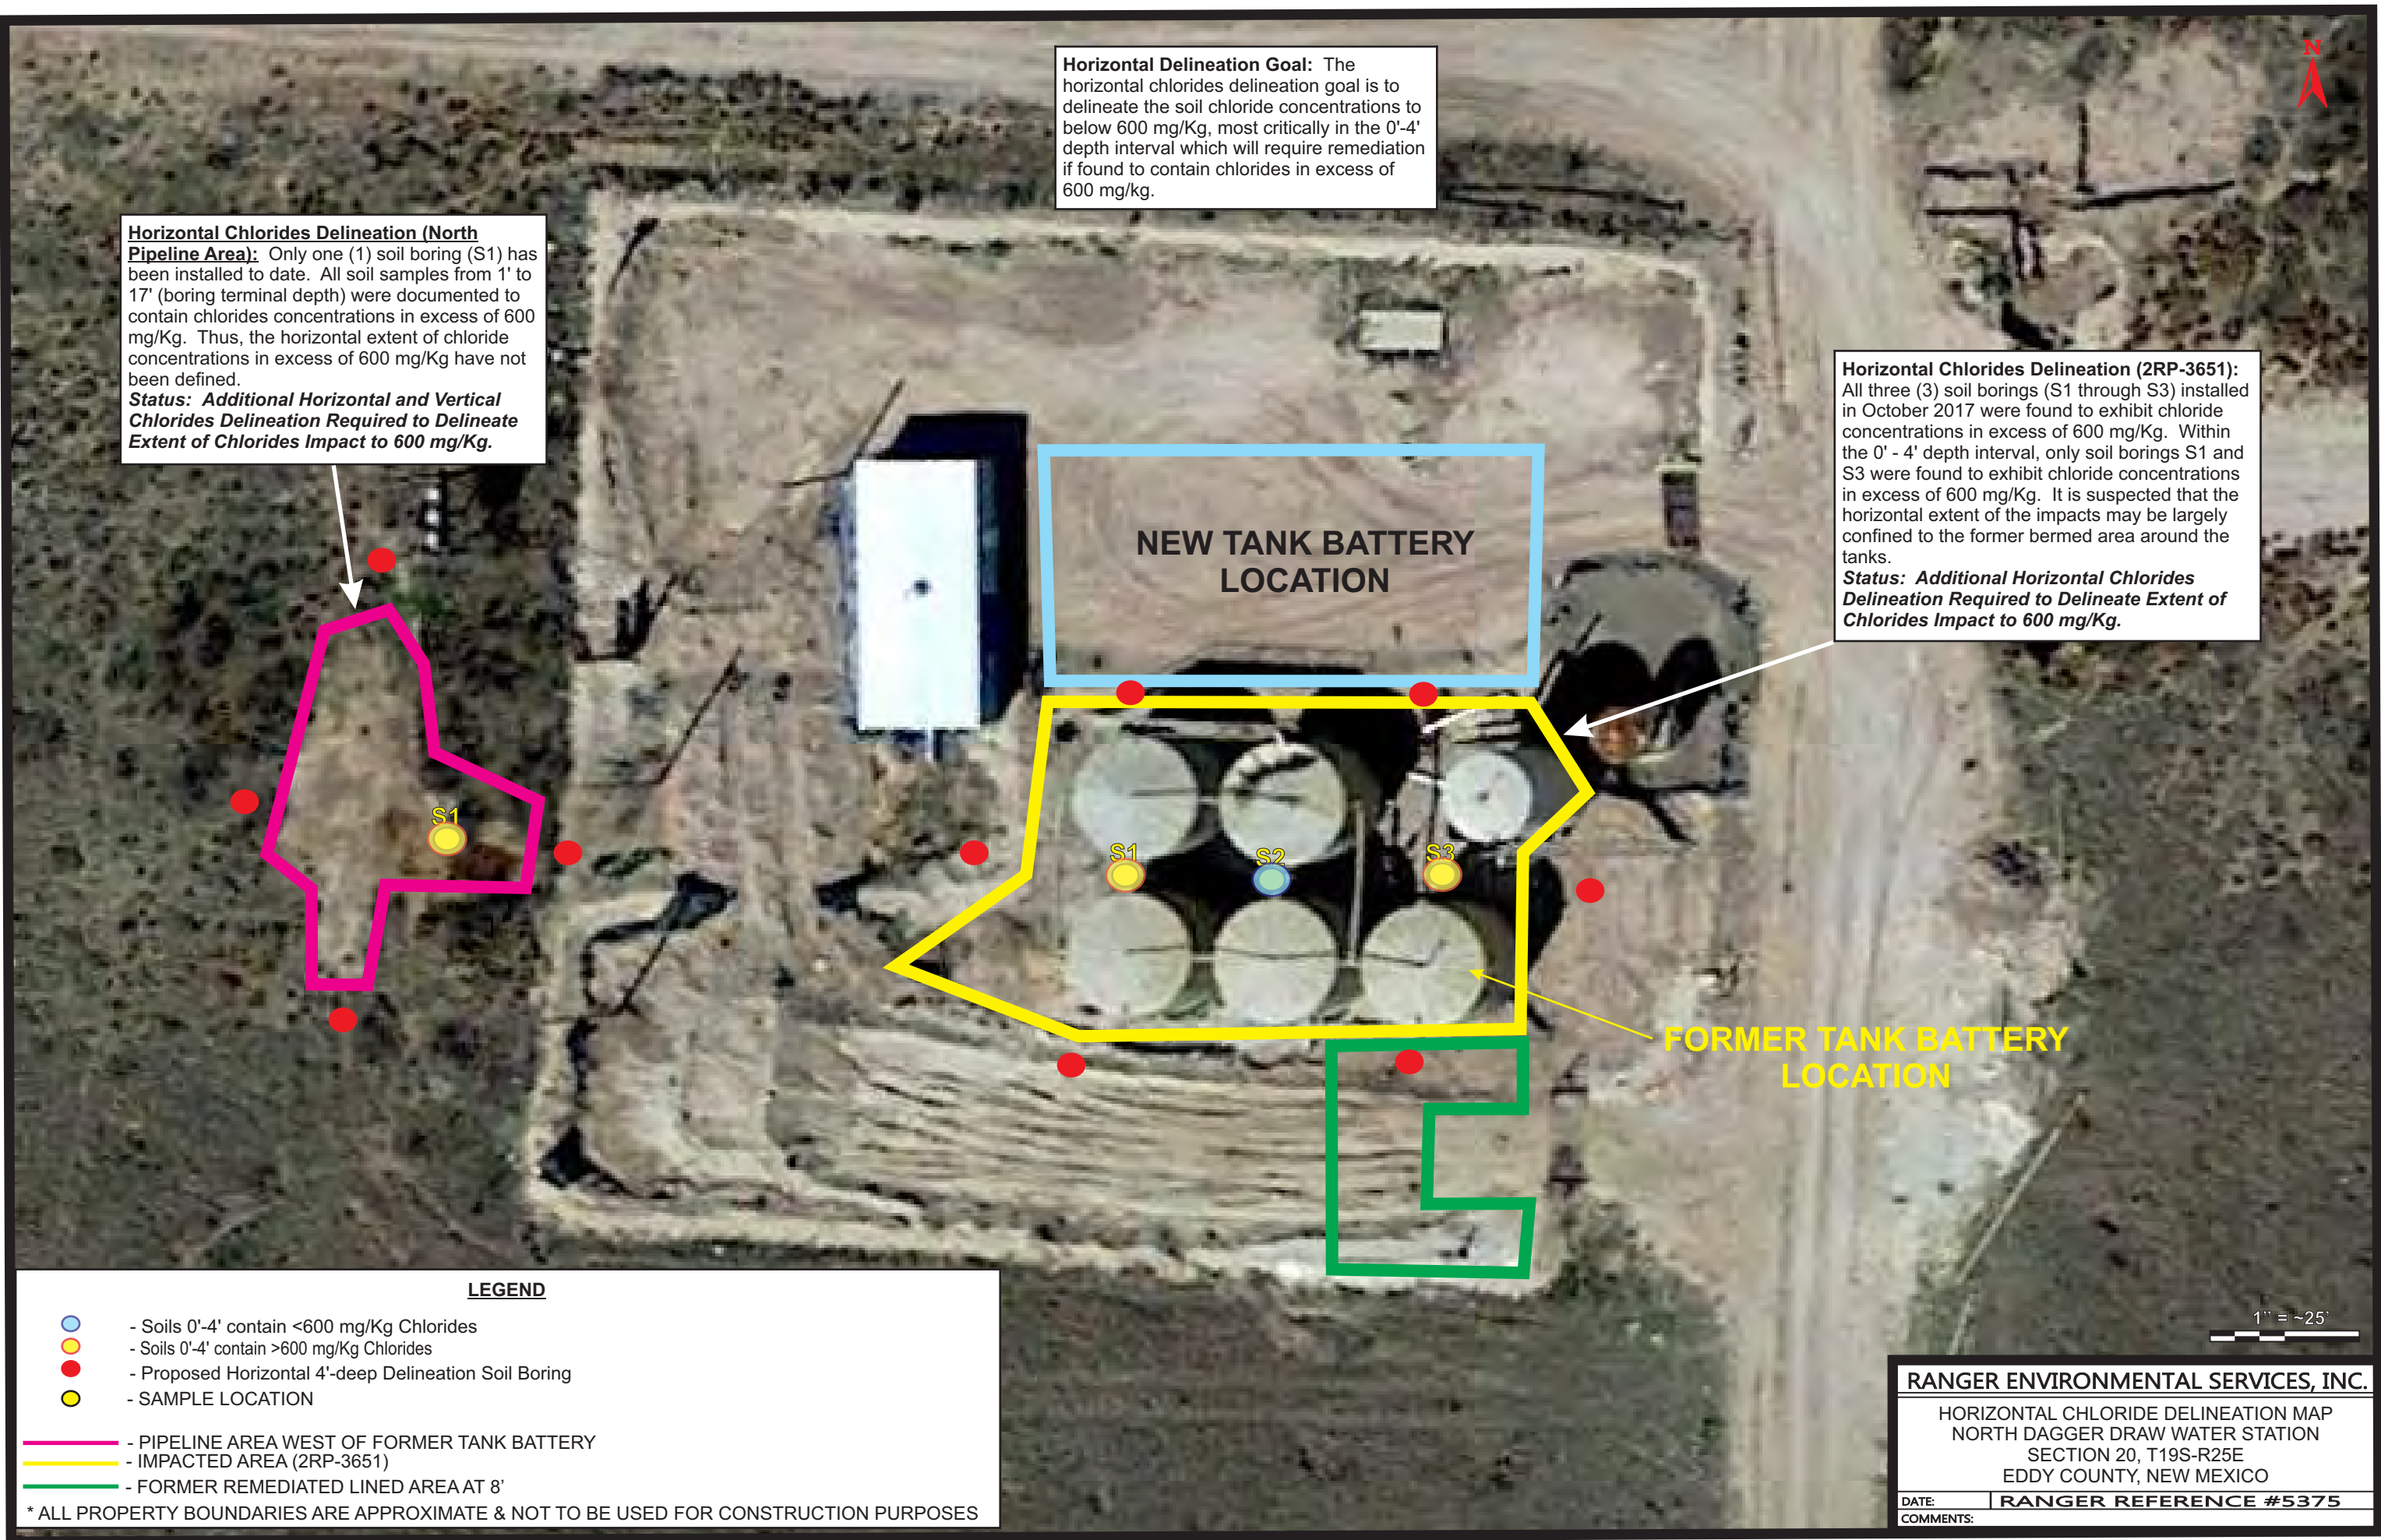 Horizontal Delineation Goal: The
horizontal chlorides delineation goal is to
delineate the soil chloride concentrations to
below 600 mg/Kg, most critically in the 0'-4'
depth interval which will require remediation
if found to contain chlorides in excess of
600 mg/kg.
N
Horizontal Chlorides Delineation (North
Pipeline Area): Only one (1) soil boring (S1) has
been installed to date. All soil samples from 1' to
17' (boring terminal depth) were documented to
contain chlorides concentrations in excess of 600
mg/Kg. Thus, the horizontal extent of chloride
concentrations in excess of 600 mg/Kg have not
been defined.
Status: Additional Horizontal and Vertical
Chlorides Delineation Required to Delineate
Extent of Chlorides Impact to 600 mg/Kg.
Horizontal Chlorides Delineation (2RP-3651):
All three (3) soil borings (S1 through S3) installed
in October 2017 were found to exhibit chloride
concentrations in excess of 600 mg/Kg. Within
the 0' - 4' depth interval, only soil borings S1 and
S3 were found to exhibit chloride concentrations
in excess of 600 mg/Kg. It is suspected that the
horizontal extent of the impacts may be largely
confined to the former bermed area around the
tanks.
Status: Additional Horizontal Chlorides
Delineation Required to Delineate Extent of
Chlorides Impact to 600 mg/Kg.
NEW TANK BATTERY
LOCATION
S1
S1
S2
S3
FORMER TANK BATTERY
LOCATION
LEGEND
- Soils 0'-4' contain <600 mg/Kg Chlorides
- Soils 0'-4' contain >600 mg/Kg Chlorides
- Proposed Horizontal 4'-deep Delineation Soil Boring
- SAMPLE LOCATION
- PIPELINE AREA WEST OF FORMER TANK BATTERY
- IMPACTED AREA (2RP-3651)
- FORMER REMEDIATED LINED AREA AT 8'
* ALL PROPERTY BOUNDARIES ARE APPROXIMATE & NOT TO BE USED FOR CONSTRUCTION PURPOSES
1" = ~25'
RANGER ENVIRONMENTAL SERVICES, INC.
HORIZONTAL CHLORIDE DELINEATION MAP
NORTH DAGGER DRAW WATER STATION
SECTION 20, T19S-R25E
EDDY COUNTY, NEW MEXICO
DATE: RANGER REFERENCE #5375
COMMENTS: